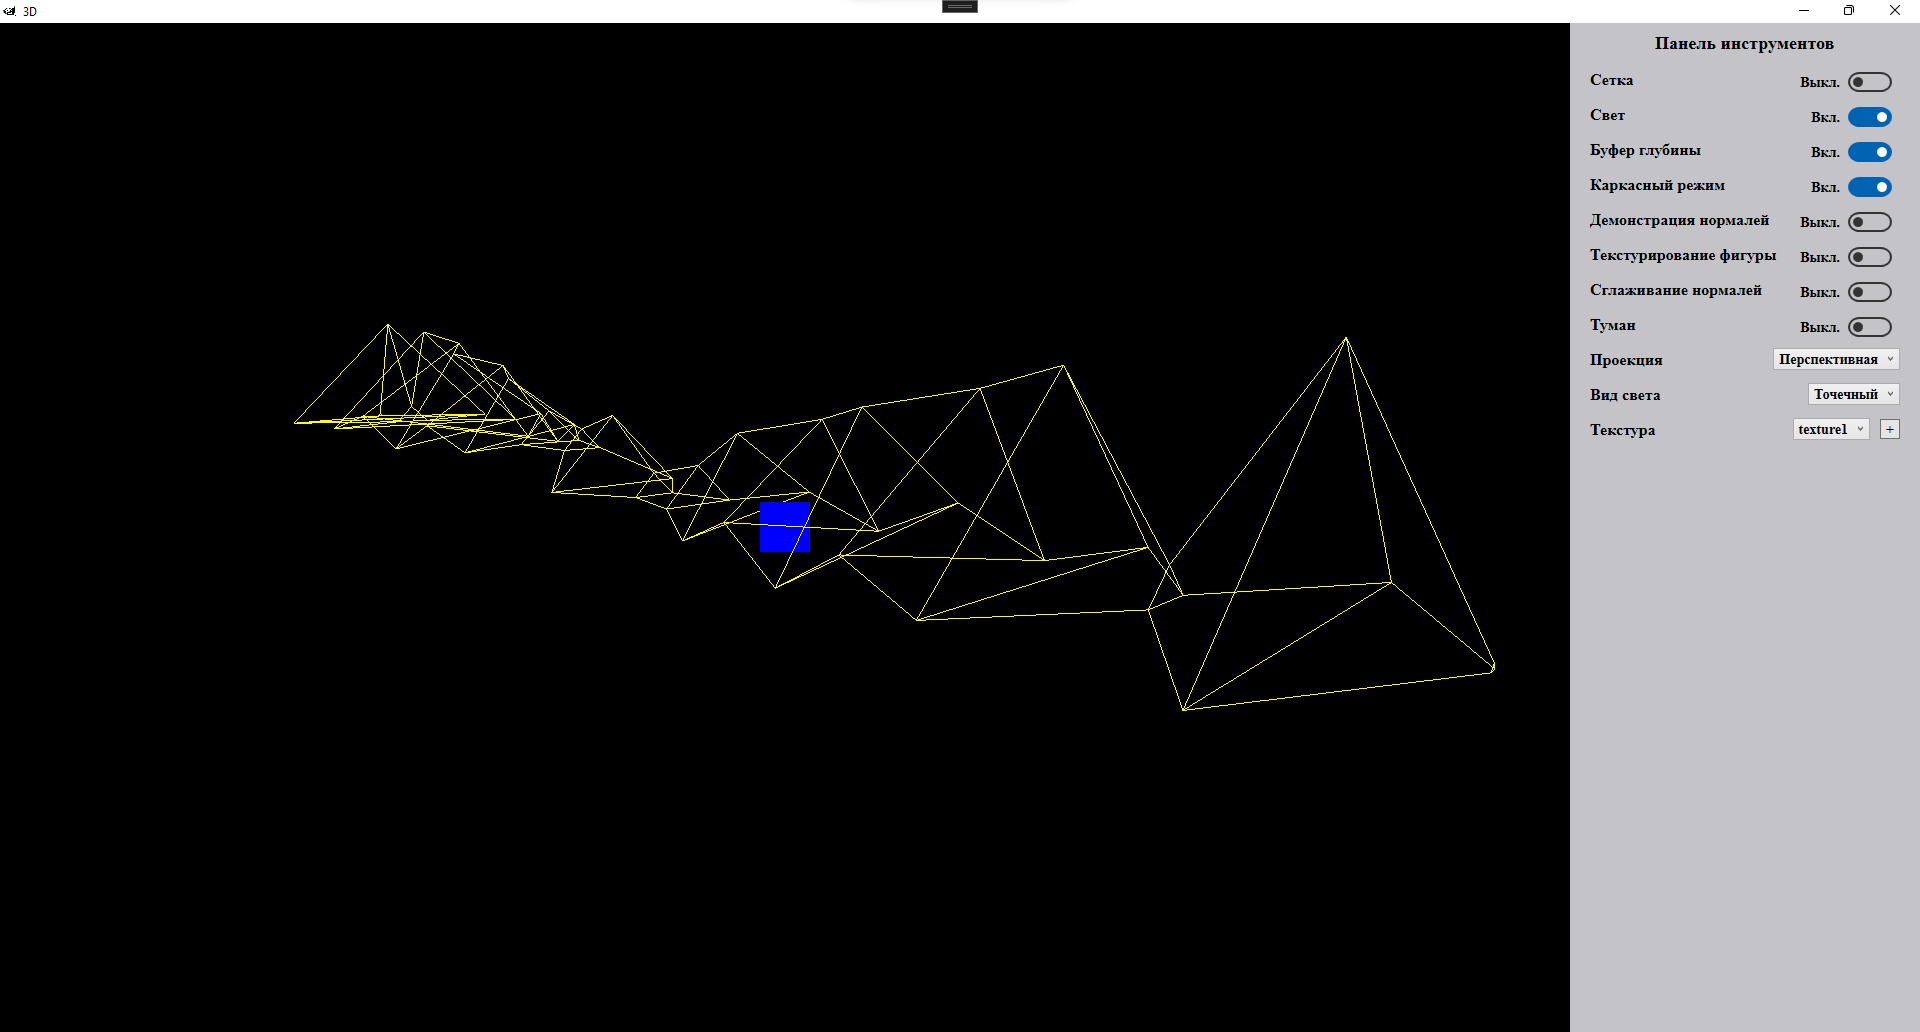 3D
Панель инструментов
Сетка Выкл.
Свет Вкл.
Буфер глубины Вкл.
Каркасный режим Вкл.
Демонстрация нормалей Выкл.
Текстурирование фигуры Выкл.
Сглаживание нормалей Выкл.
Туман Выкл.
Проекция Перспективная
Вид света Точечный
Текстура texture1 +